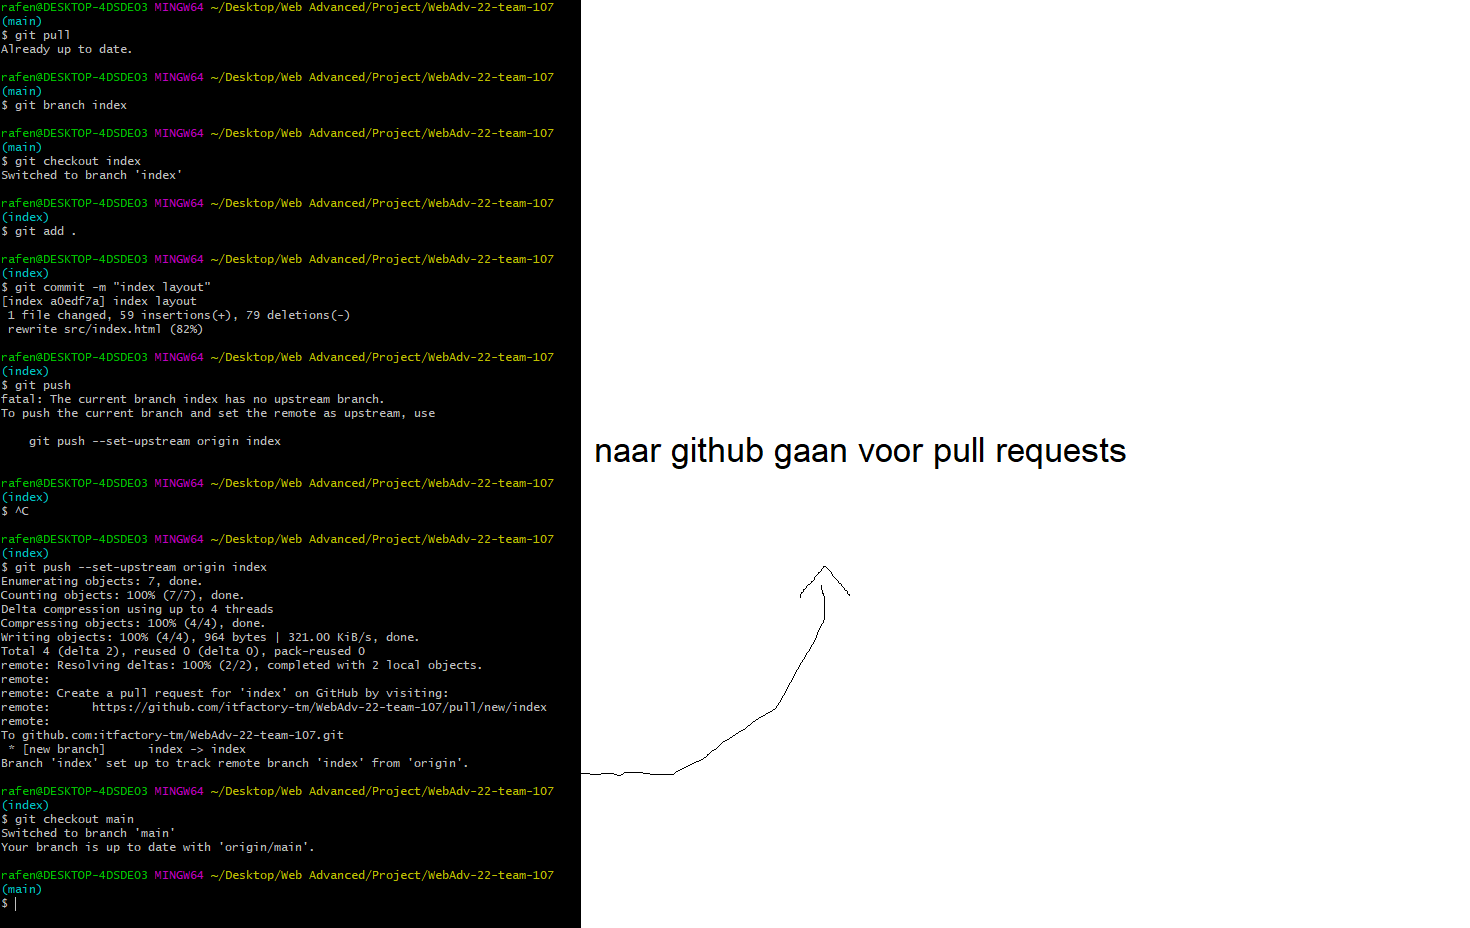 rafen@DESKTOP-4DSDEO3 MINGW64 ~/Desktop/Web Advanced/Project/WebAdv-22-team-107
(main)
$ git pull
Already up to date.
rafen@DESKTOP-4DSDEO3 MINGW64 ~/Desktop/Web Advanced/Project/WebAdv-22-team-107
(main)
$ git branch index
rafen@DESKTOP-4DSDEO3 MINGW64 ~/Desktop/Web Advanced/Project/WebAdv-22-team-107
(main)
$ git checkout index
Switched to branch 'index'
rafen@DESKTOP-4DSDEO3 MINGW64 ~/Desktop/Web Advanced/Project/WebAdv-22-team-107
(index)
$ git add .
rafen@DESKTOP-4DSDEO3 MINGW64 ~/Desktop/Web Advanced/Project/WebAdv-22-team-107
(index)
$ git commit -m "index layout"
[index a0edf7a] index layout
 1 file changed, 59 insertions(+), 79 deletions(-)
 rewrite src/index.html (82%)
rafen@DESKTOP-4DSDEO3 MINGW64 ~/Desktop/Web Advanced/Project/WebAdv-22-team-107
(index)
$ git push
fatal: The current branch index has no upstream branch.
To push the current branch and set the remote as upstream, use
    git push --set-upstream origin index
rafen@DESKTOP-4DSDEO3 MINGW64 ~/Desktop/Web Advanced/Project/WebAdv-22-team-107
(index)
$ ^C
rafen@DESKTOP-4DSDEO3 MINGW64 ~/Desktop/Web Advanced/Project/WebAdv-22-team-107
(index)
$ git push --set-upstream origin index
Enumerating objects: 7, done.
Counting objects: 100% (7/7), done.
Delta compression using up to 4 threads
Compressing objects: 100% (4/4), done.
Writing objects: 100% (4/4), 964 bytes | 321.00 KiB/s, done.
Total 4 (delta 2), reused 0 (delta 0), pack-reused 0
remote: Resolving deltas: 100% (2/2), completed with 2 local objects.
remote:
remote: Create a pull request for 'index' on GitHub by visiting:
remote:      https://github.com/itfactory-tm/WebAdv-22-team-107/pull/new/index
remote:
To github.com:itfactory-tm/WebAdv-22-team-107.git
 * [new branch]      index -> index
Branch 'index' set up to track remote branch 'index' from 'origin'.
rafen@DESKTOP-4DSDEO3 MINGW64 ~/Desktop/Web Advanced/Project/WebAdv-22-team-107
(index)
$ git checkout main
Switched to branch 'main'
Your branch is up to date with 'origin/main'.
rafen@DESKTOP-4DSDEO3 MINGW64 ~/Desktop/Web Advanced/Project/WebAdv-22-team-107
(main)
$
naar github gaan voor pull requests